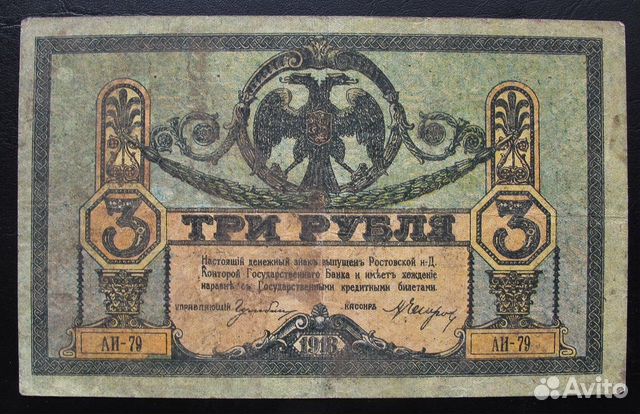 3 ТРИ РУБЛЯ 3
Настоящій денежный знакъ выпущенъ Ростовской н-Д.
Конторой Государственнаго Банка и имѣетъ хожденіе
наравнѣ съ Государственными кредитными билетами.
УПРАВЛЯЮЩІЙ КАССИРЪ
АИ-79 1918 АИ-79
Avito